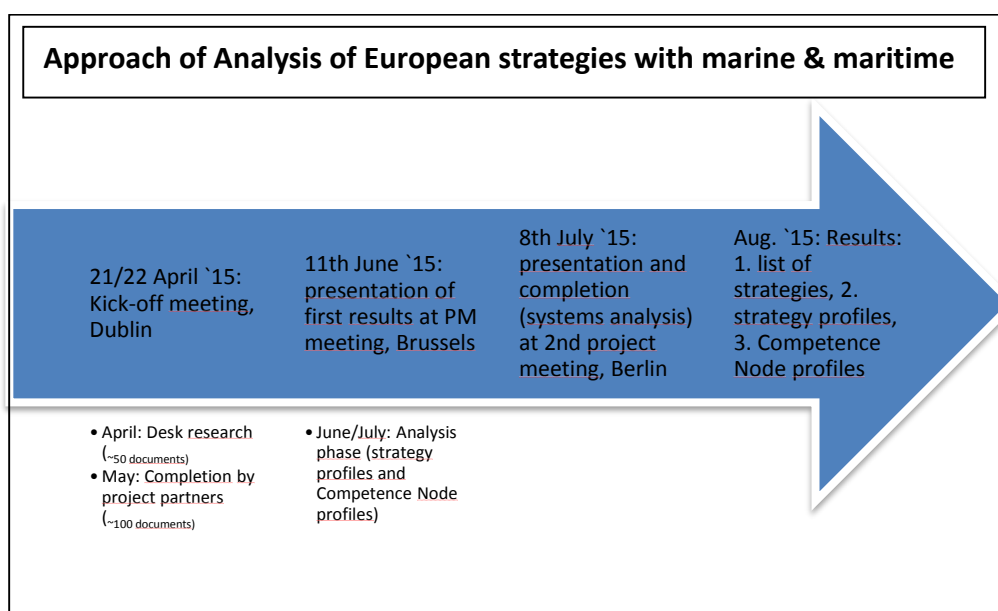 Approach of Analysis of European strategies with marine & maritime
21/22 April `15:
Kick-off meeting,
Dublin
11th June `15:
presentation of
first results at PM
meeting, Brussels
8th July `15:
presentation and
completion
(systems analysis)
at 2nd project
meeting, Berlin
Aug. `15: Results:
1. list of
strategies, 2.
strategy profiles,
3. Competence
Node profiles
• April: Desk research
(~50 documents)
• May: Completion by
project partners
(~100 documents)
• June/July: Analysis
phase (strategy
profiles and
Competence Node
profiles)